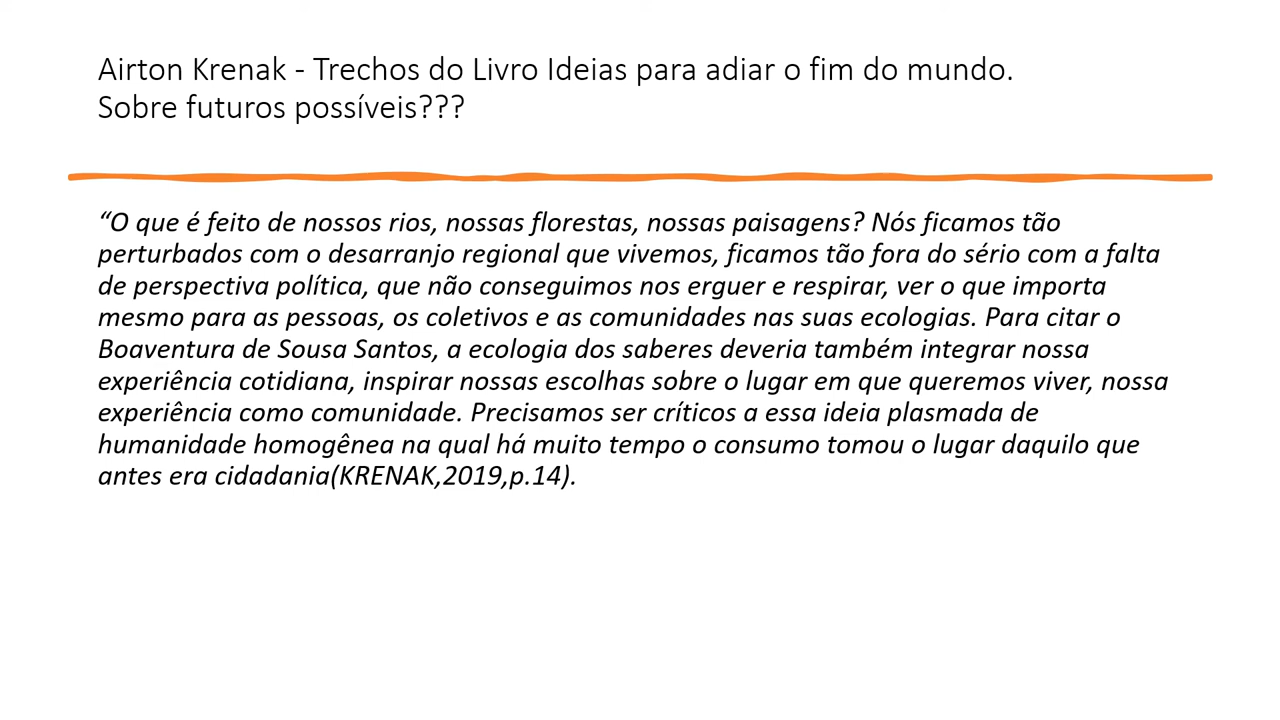 Airton Krenak - Trechos do Livro Ideias para adiar o fim do mundo.
Sobre futuros possíveis???
“O que é feito de nossos rios, nossas florestas, nossas paisagens? Nós ficamos tão
perturbados com o desarranjo regional que vivemos, ficamos tão fora do sério com a falta
de perspectiva política, que não conseguimos nos erguer e respirar, ver o que importa
mesmo para as pessoas, os coletivos e as comunidades nas suas ecologias. Para citar o
Boaventura de Sousa Santos, a ecologia dos saberes deveria também integrar nossa
experiência cotidiana, inspirar nossas escolhas sobre o lugar em que queremos viver, nossa
experiência como comunidade. Precisamos ser críticos a essa ideia plasmada de
humanidade homogênea na qual há muito tempo o consumo tomou o lugar daquilo que
antes era cidadania(KRENAK,2019,p.14).